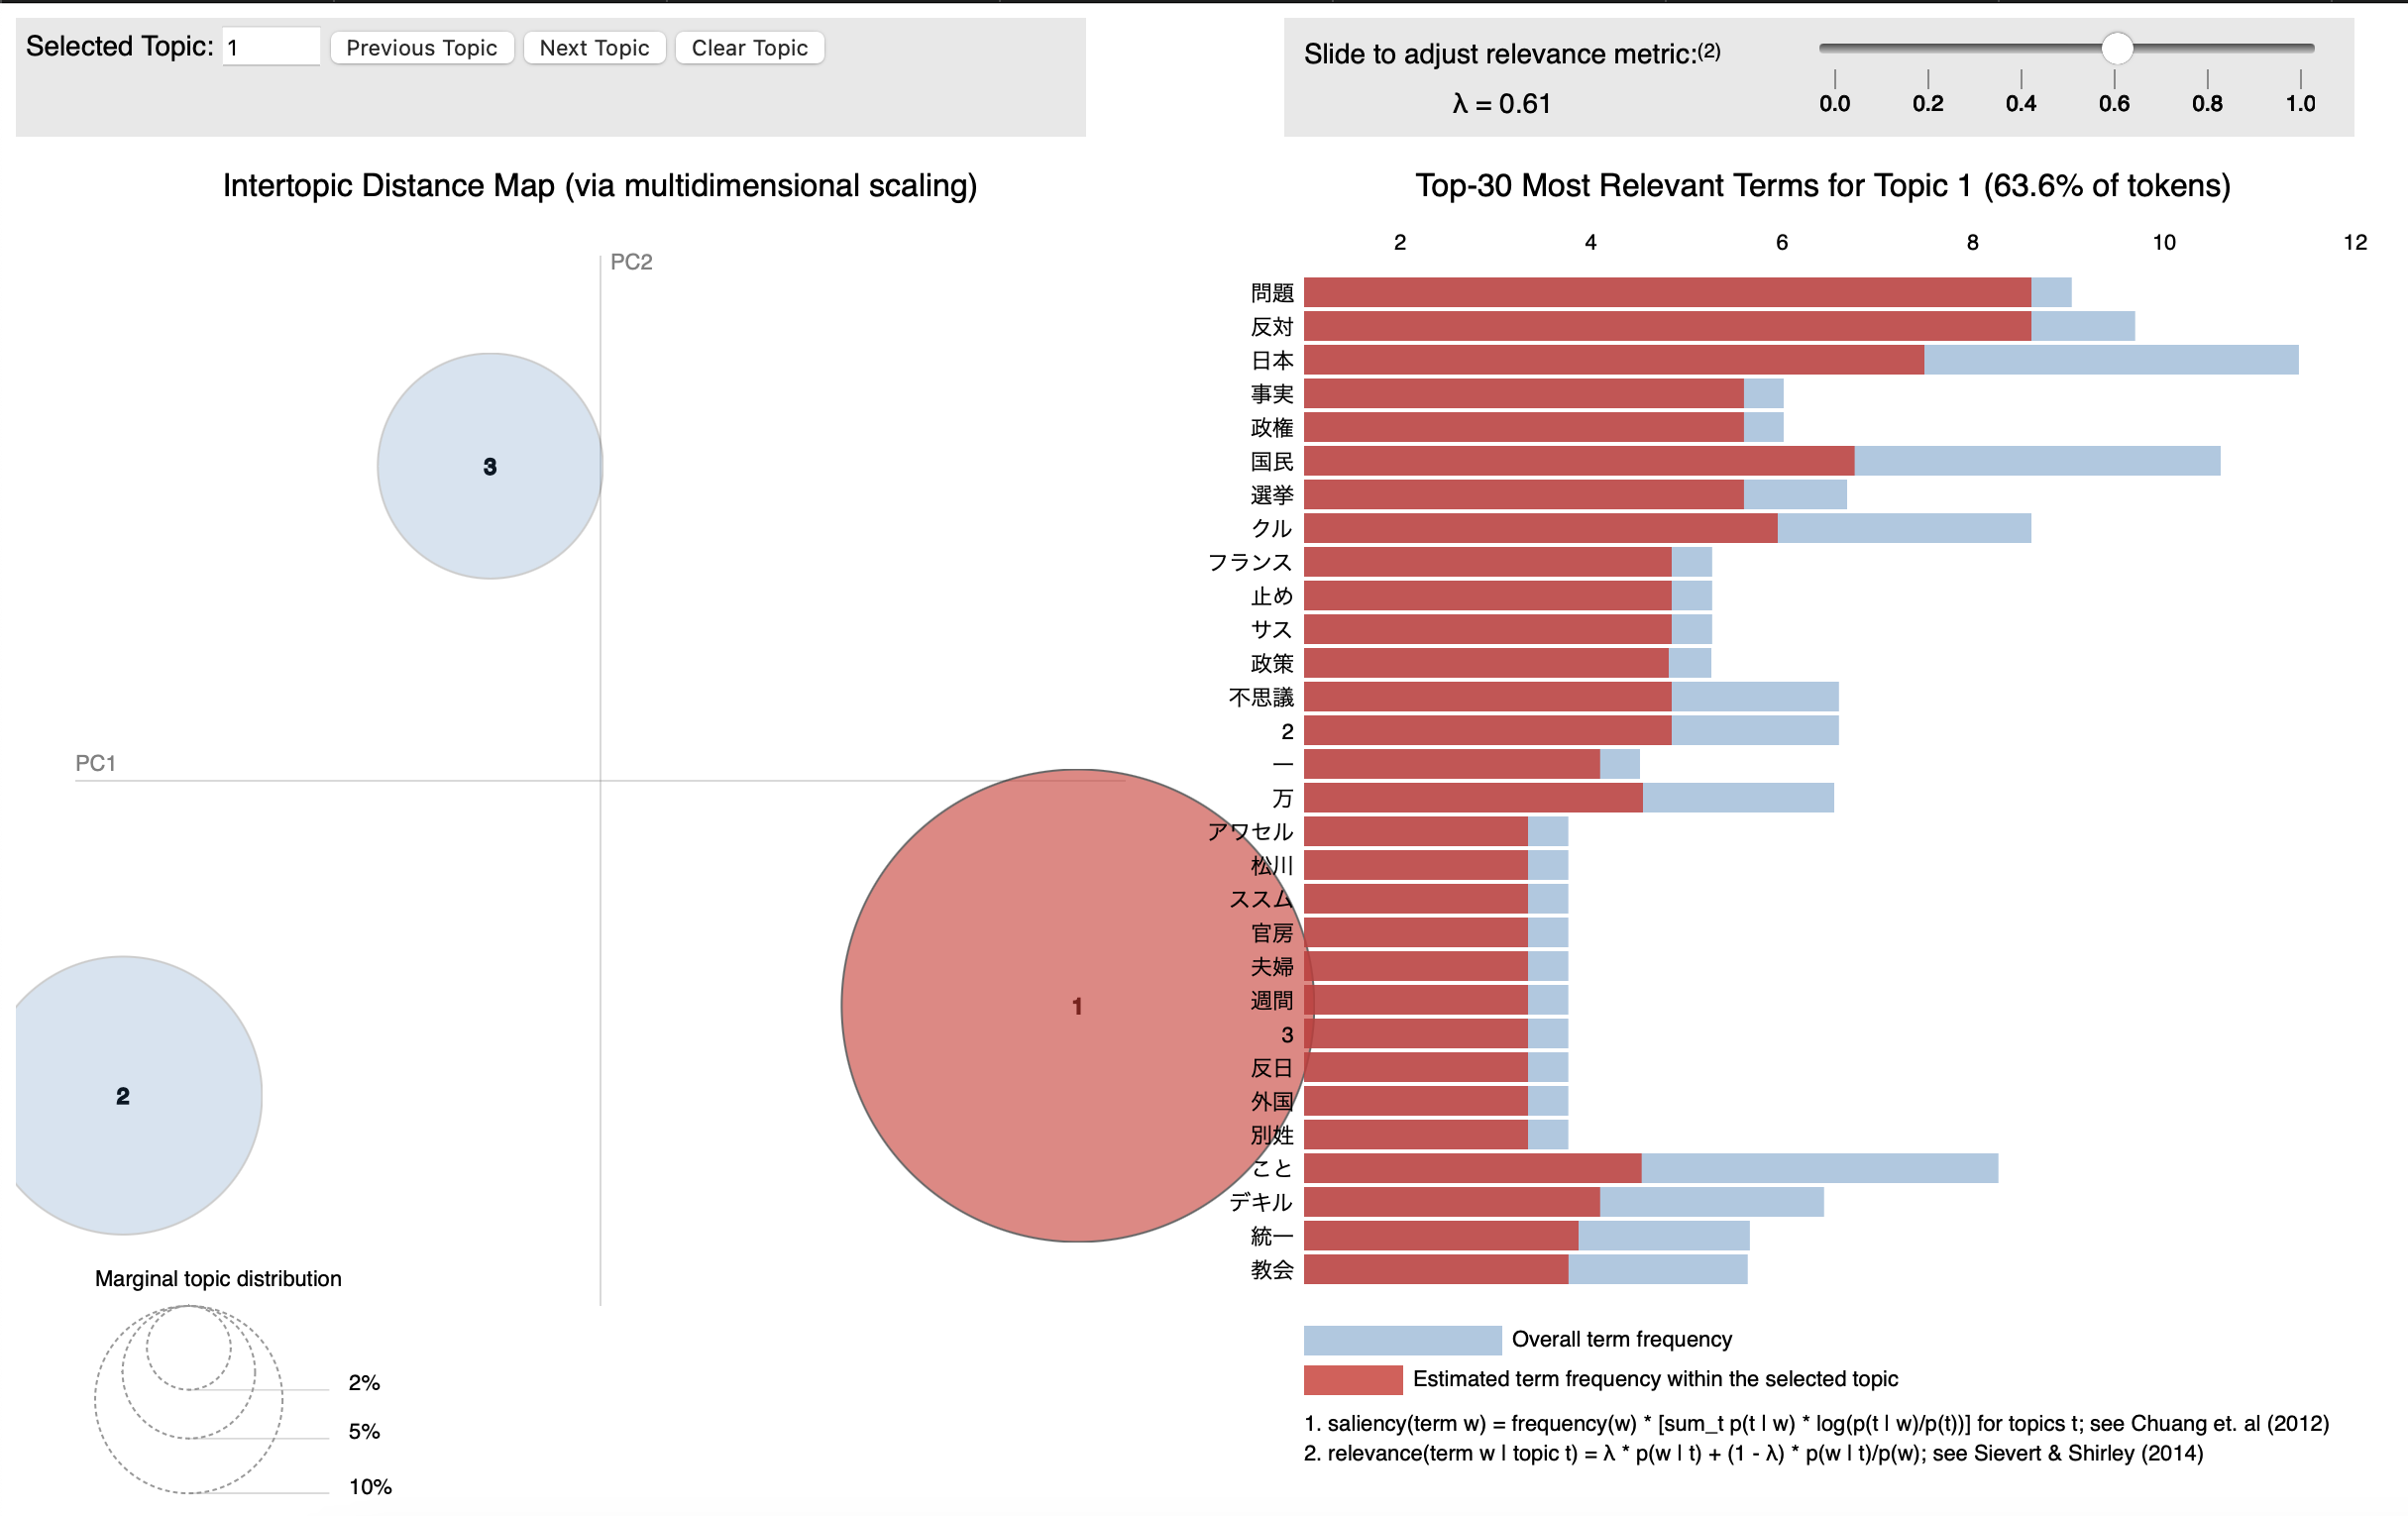 Selected Topic: 1 Previous Topic Next Topic Clear Topic
Slide to adjust relevance metric:(2)
λ = 0.61
0.0 0.2 0.4 0.6 0.8 1.0
Intertopic Distance Map (via multidimensional scaling)
PC2
PC1
3
1
2
Marginal topic distribution
2%
5%
10%
Top-30 Most Relevant Terms for Topic 1 (63.6% of tokens)
2 4 6 8 10 12
問題
反対
日本
事実
政権
国民
選挙
クル
フランス
止め
サス
政策
不思議
2
一
万
アワセル
松川
ススム
官房
夫婦
週間
3
反日
外国
別姓
こと
デキル
統一
教会
Overall term frequency
Estimated term frequency within the selected topic
1. saliency(term w) = frequency(w) * [sum_t p(t | w) * log(p(t | w)/p(t))] for topics t; see Chuang et. al (2012)
2. relevance(term w | topic t) = λ * p(w | t) + (1 - λ) * p(w | t)/p(w); see Sievert & Shirley (2014)